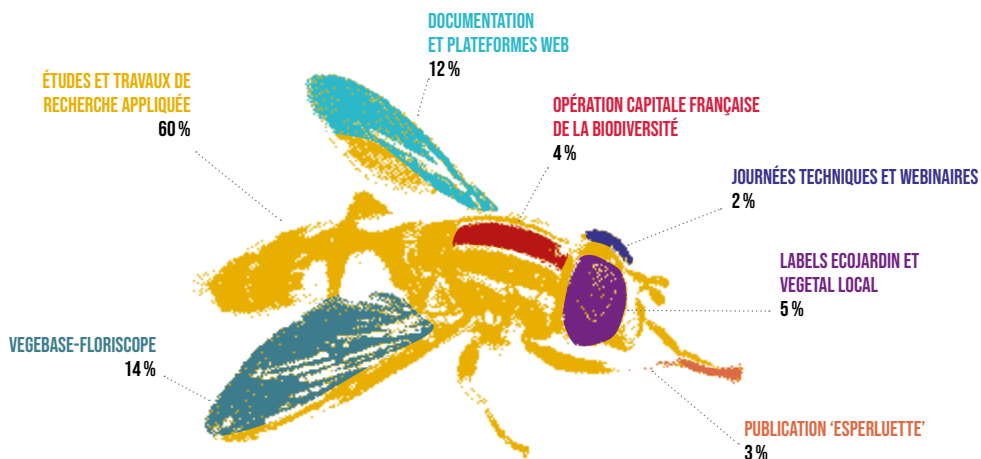 DOCUMENTATION
ET PLATEFORMES WEB
12 %
ÉTUDES ET TRAVAUX DE
RECHERCHE APPLIQUÉE
60 %
OPÉRATION CAPITALE FRANÇAISE
DE LA BIODIVERSITÉ
4 %
JOURNÉES TECHNIQUES ET WEBINAIRES
2 %
LABELS ECOJARDIN ET
VEGETAL LOCAL
5 %
VEGEBASE-FLORISCOPE
14 %
PUBLICATION ‘ESPERLUETTE’
3 %